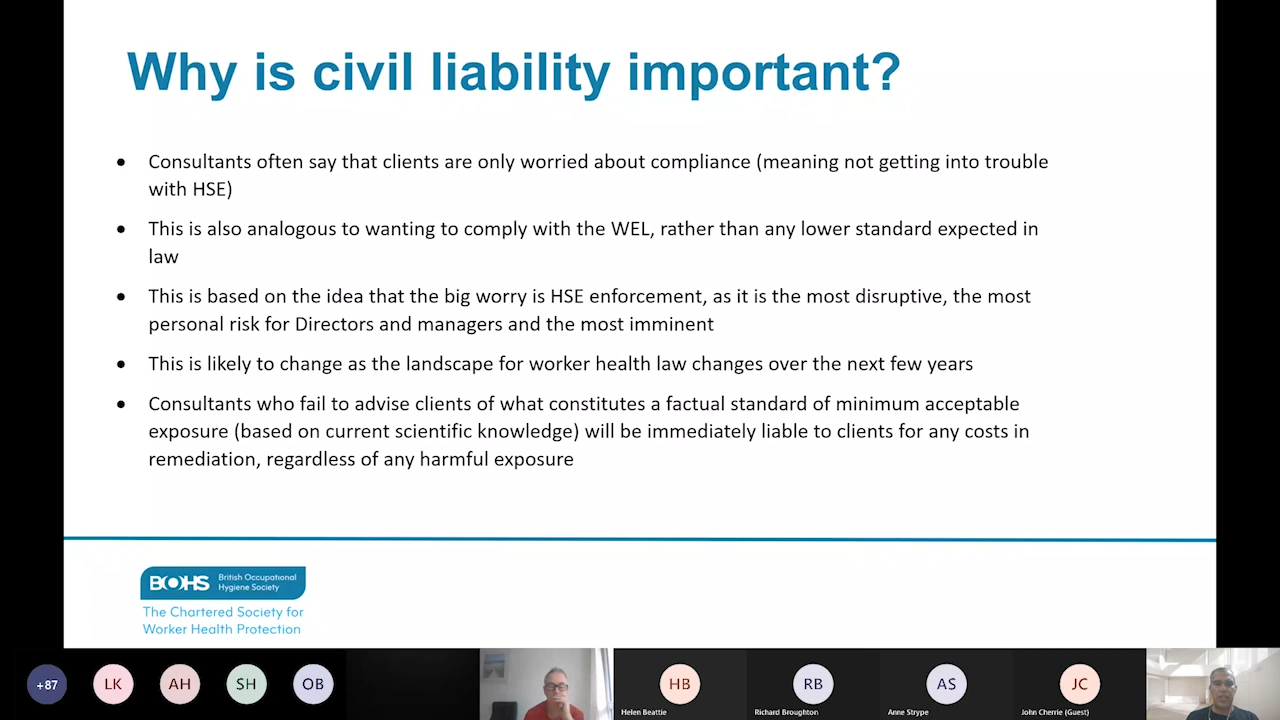 Why is civil liability important?
• Consultants often say that clients are only worried about compliance (meaning not getting into trouble
with HSE)
• This is also analogous to wanting to comply with the WEL, rather than any lower standard expected in
law
• This is based on the idea that the big worry is HSE enforcement, as it is the most disruptive, the most
personal risk for Directors and managers and the most imminent
• This is likely to change as the landscape for worker health law changes over the next few years
• Consultants who fail to advise clients of what constitutes a factual standard of minimum acceptable
exposure (based on current scientific knowledge) will be immediately liable to clients for any costs in
remediation, regardless of any harmful exposure
BOHS
British Occupational
Hygiene Society
The Chartered Society for
Worker Health Protection
+87
LK
AH
SH
OB
HB
RB
AS
JC
Helen Beattie
Richard Broughton
Anne Strype
John Cherrie (Guest)